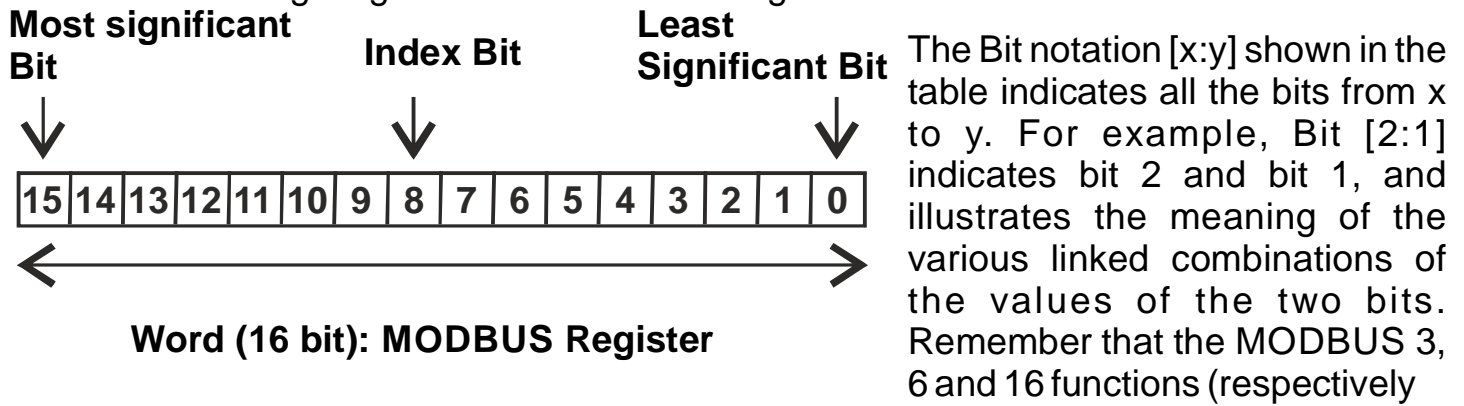 Most significant
Bit
Index Bit
Least
Significant Bit
15 14 13 12 11 10 9 8 7 6 5 4 3 2 1 0
Word (16 bit): MODBUS Register
The Bit notation [x:y] shown in the
table indicates all the bits from x
to y. For example, Bit [2:1]
indicates bit 2 and bit 1, and
illustrates the meaning of the
various linked combinations of
the values of the two bits.
Remember that the MODBUS 3,
6 and 16 functions (respectively